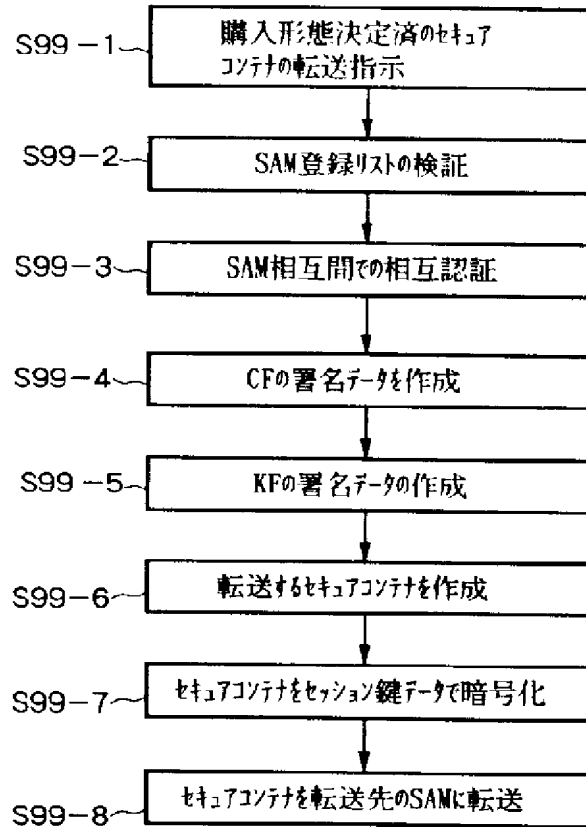 S99-1
購入形態決定済のセキュア
コンテナの転送指示
S99-2
SAM登録リストの検証
S99-3
SAM相互間での相互認証
S99-4
CFの署名データを作成
S99-5
KFの署名データの作成
S99-6
転送するセキュアコンテナを作成
S99-7
セキュアコンテナをセッション鍵データで暗号化
S99-8
セキュアコンテナを転送先のSAMに転送